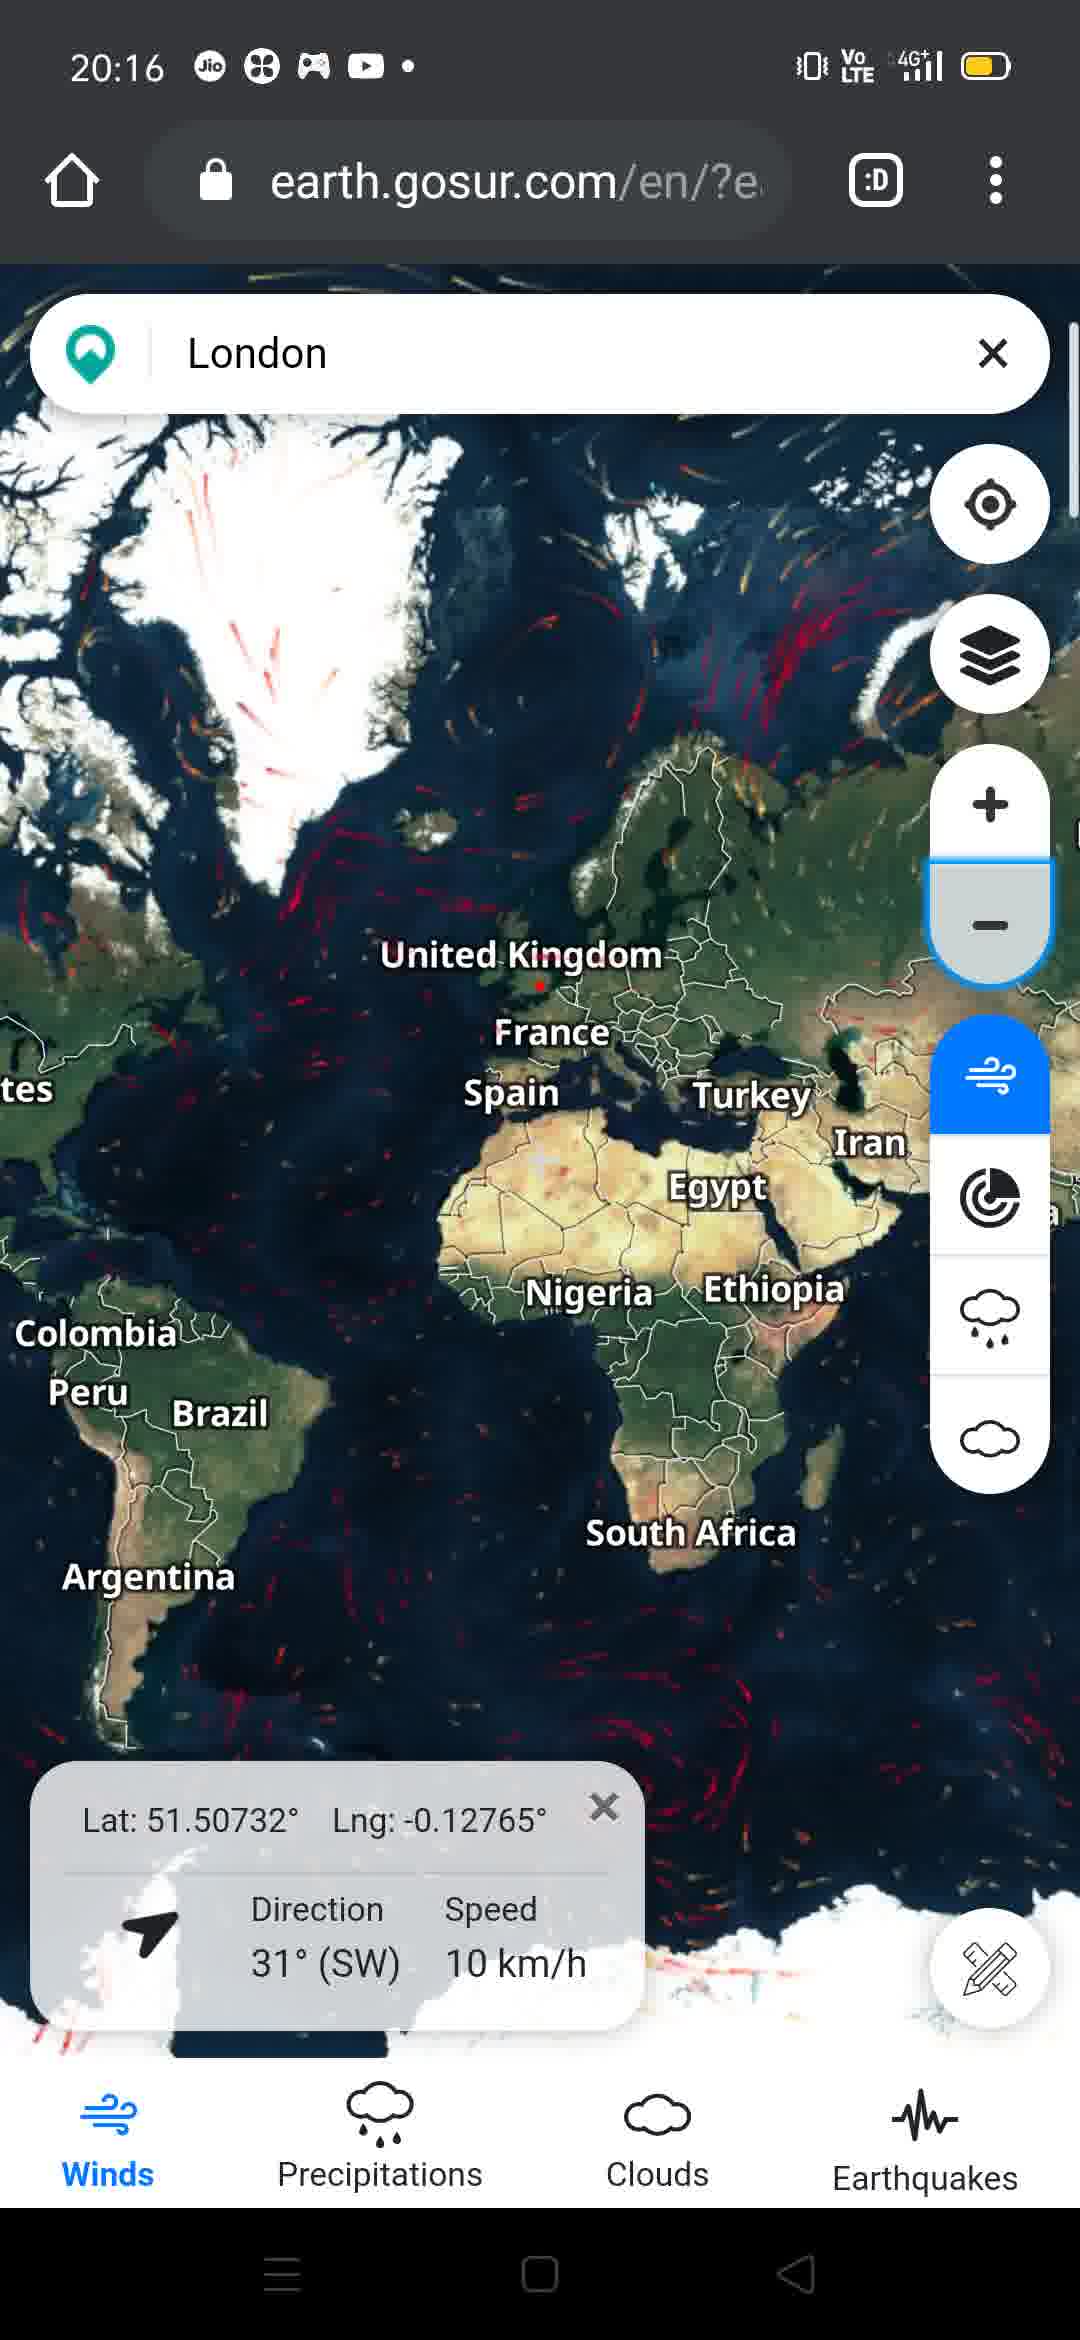 20:16 Jio Vo LTE 4G+
earth.gosur.com/en/?e
:D
London
United Kingdom
France
Spain
Turkey
tes
Iran
Egypt
Nigeria
Ethiopia
Colombia
Peru
Brazil
South Africa
Argentina
Lat: 51.50732° Lng: -0.12765°
Direction Speed
31° (SW) 10 km/h
Winds Precipitations Clouds Earthquakes